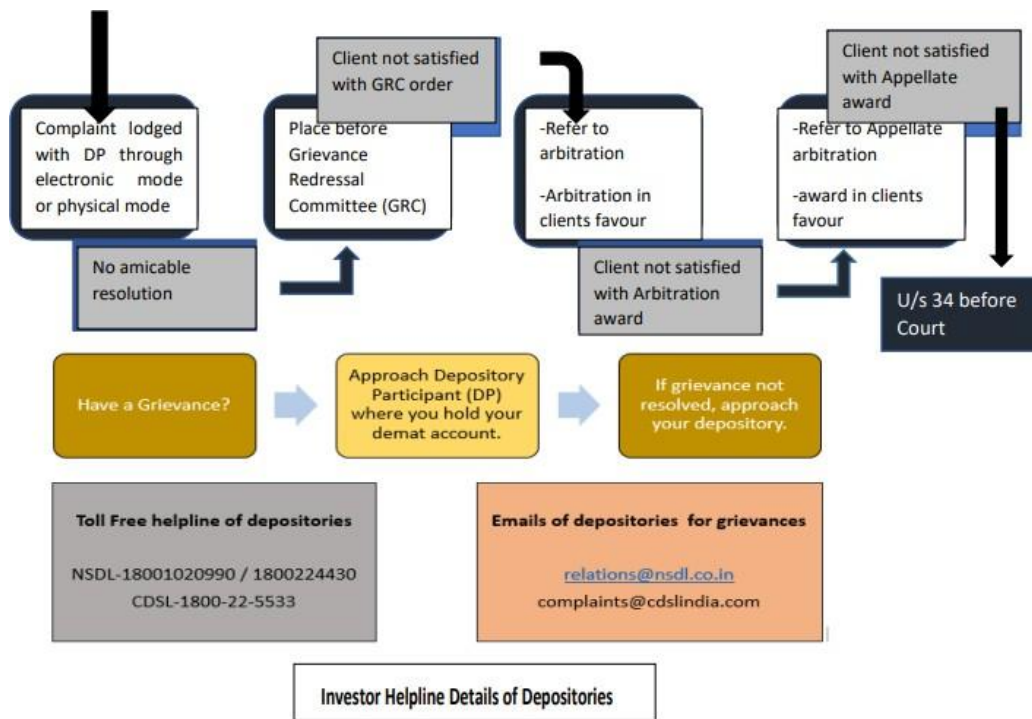 Complaint lodged
with DP through
electronic mode
or physical mode
No amicable
resolution
Place before
Grievance
Redressal
Committee (GRC)
Client not satisfied
with GRC order
-Refer to
arbitration
-Arbitration in
clients favour
Client not satisfied
with Arbitration
award
-Refer to Appellate
arbitration
-award in clients
favour
Client not satisfied
with Appellate
award
U/s 34 before
Court
Have a Grievance?
Approach Depository
Participant (DP)
where you hold your
demat account.
If grievance not
resolved, approach
your depository.
Toll Free helpline of depositories
NSDL-18001020990 / 1800224430
CDSL-1800-22-5533
Emails of depositories for grievances
relations@nsdl.co.in
complaints@cdslindia.com
Investor Helpline Details of Depositories